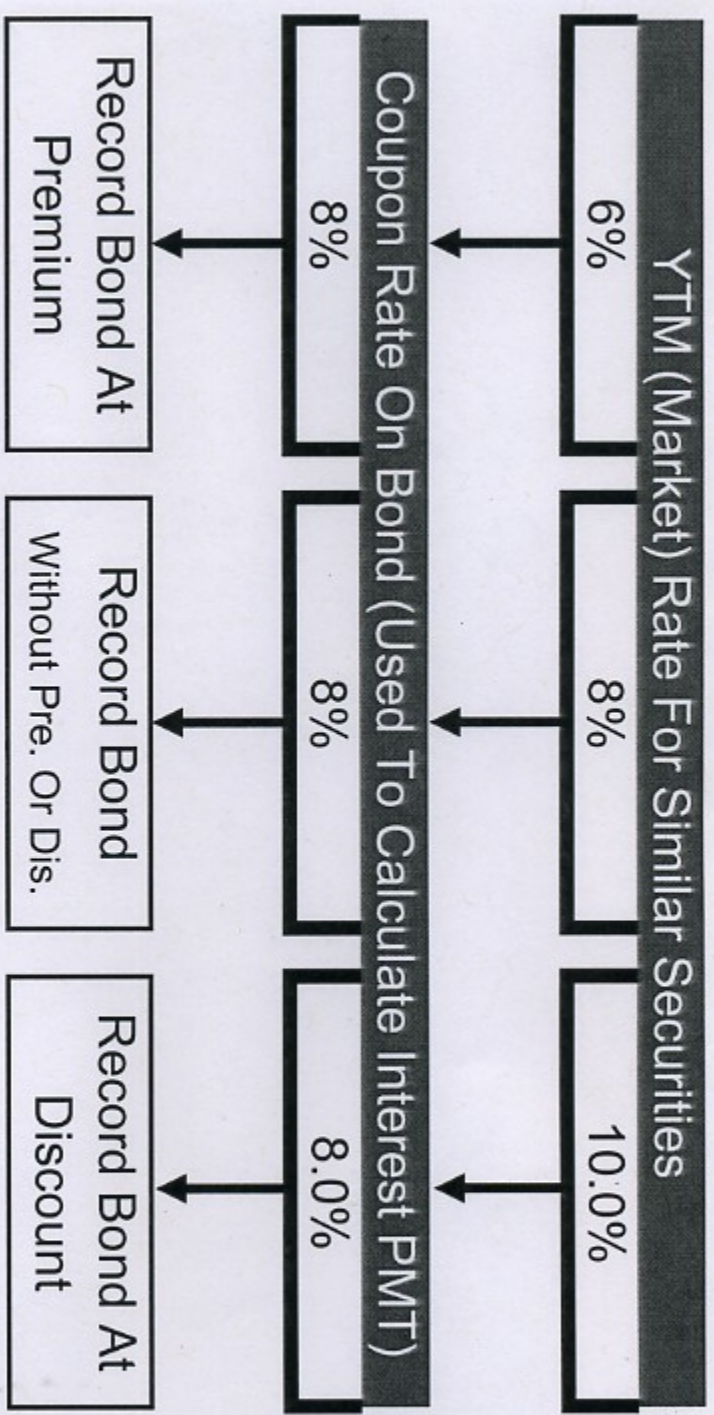 YTM (Market) Rate For Similar Securities
6%
8%
10.0%
Coupon Rate On Bond (Used To Calculate Interest PMT)
8%
8%
8.0%
Record Bond At
Premium
Record Bond
Without Pre. Or Dis.
Record Bond At
Discount